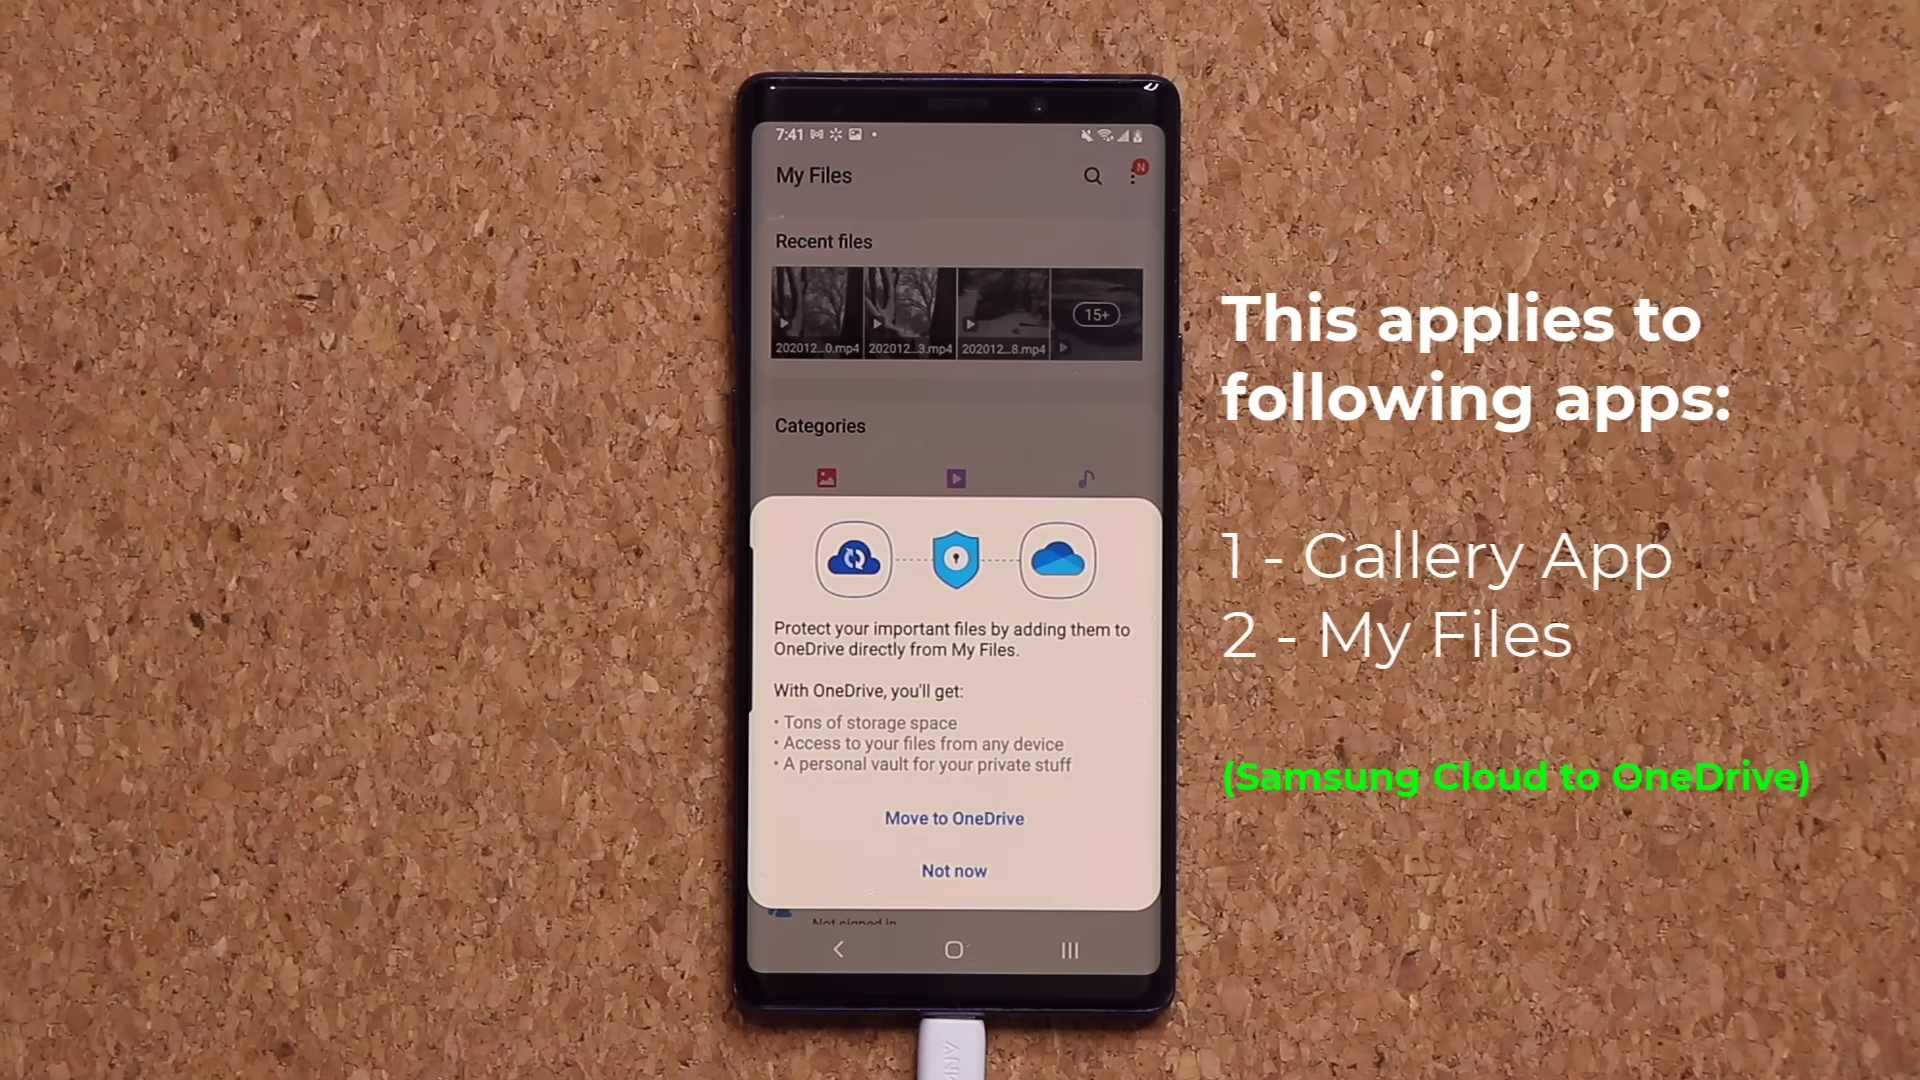 7:41
My Files
N
Recent files
15+
202012...0.mp4 202012...3.mp4 202012...8.mp4
Categories
Protect your important files by adding them to
OneDrive directly from My Files.
With OneDrive, you'll get:
• Tons of storage space
• Access to your files from any device
• A personal vault for your private stuff
Move to OneDrive
Not now
Not signed in
This applies to
following apps:
1 - Gallery App
2 - My Files
(Samsung Cloud to OneDrive)